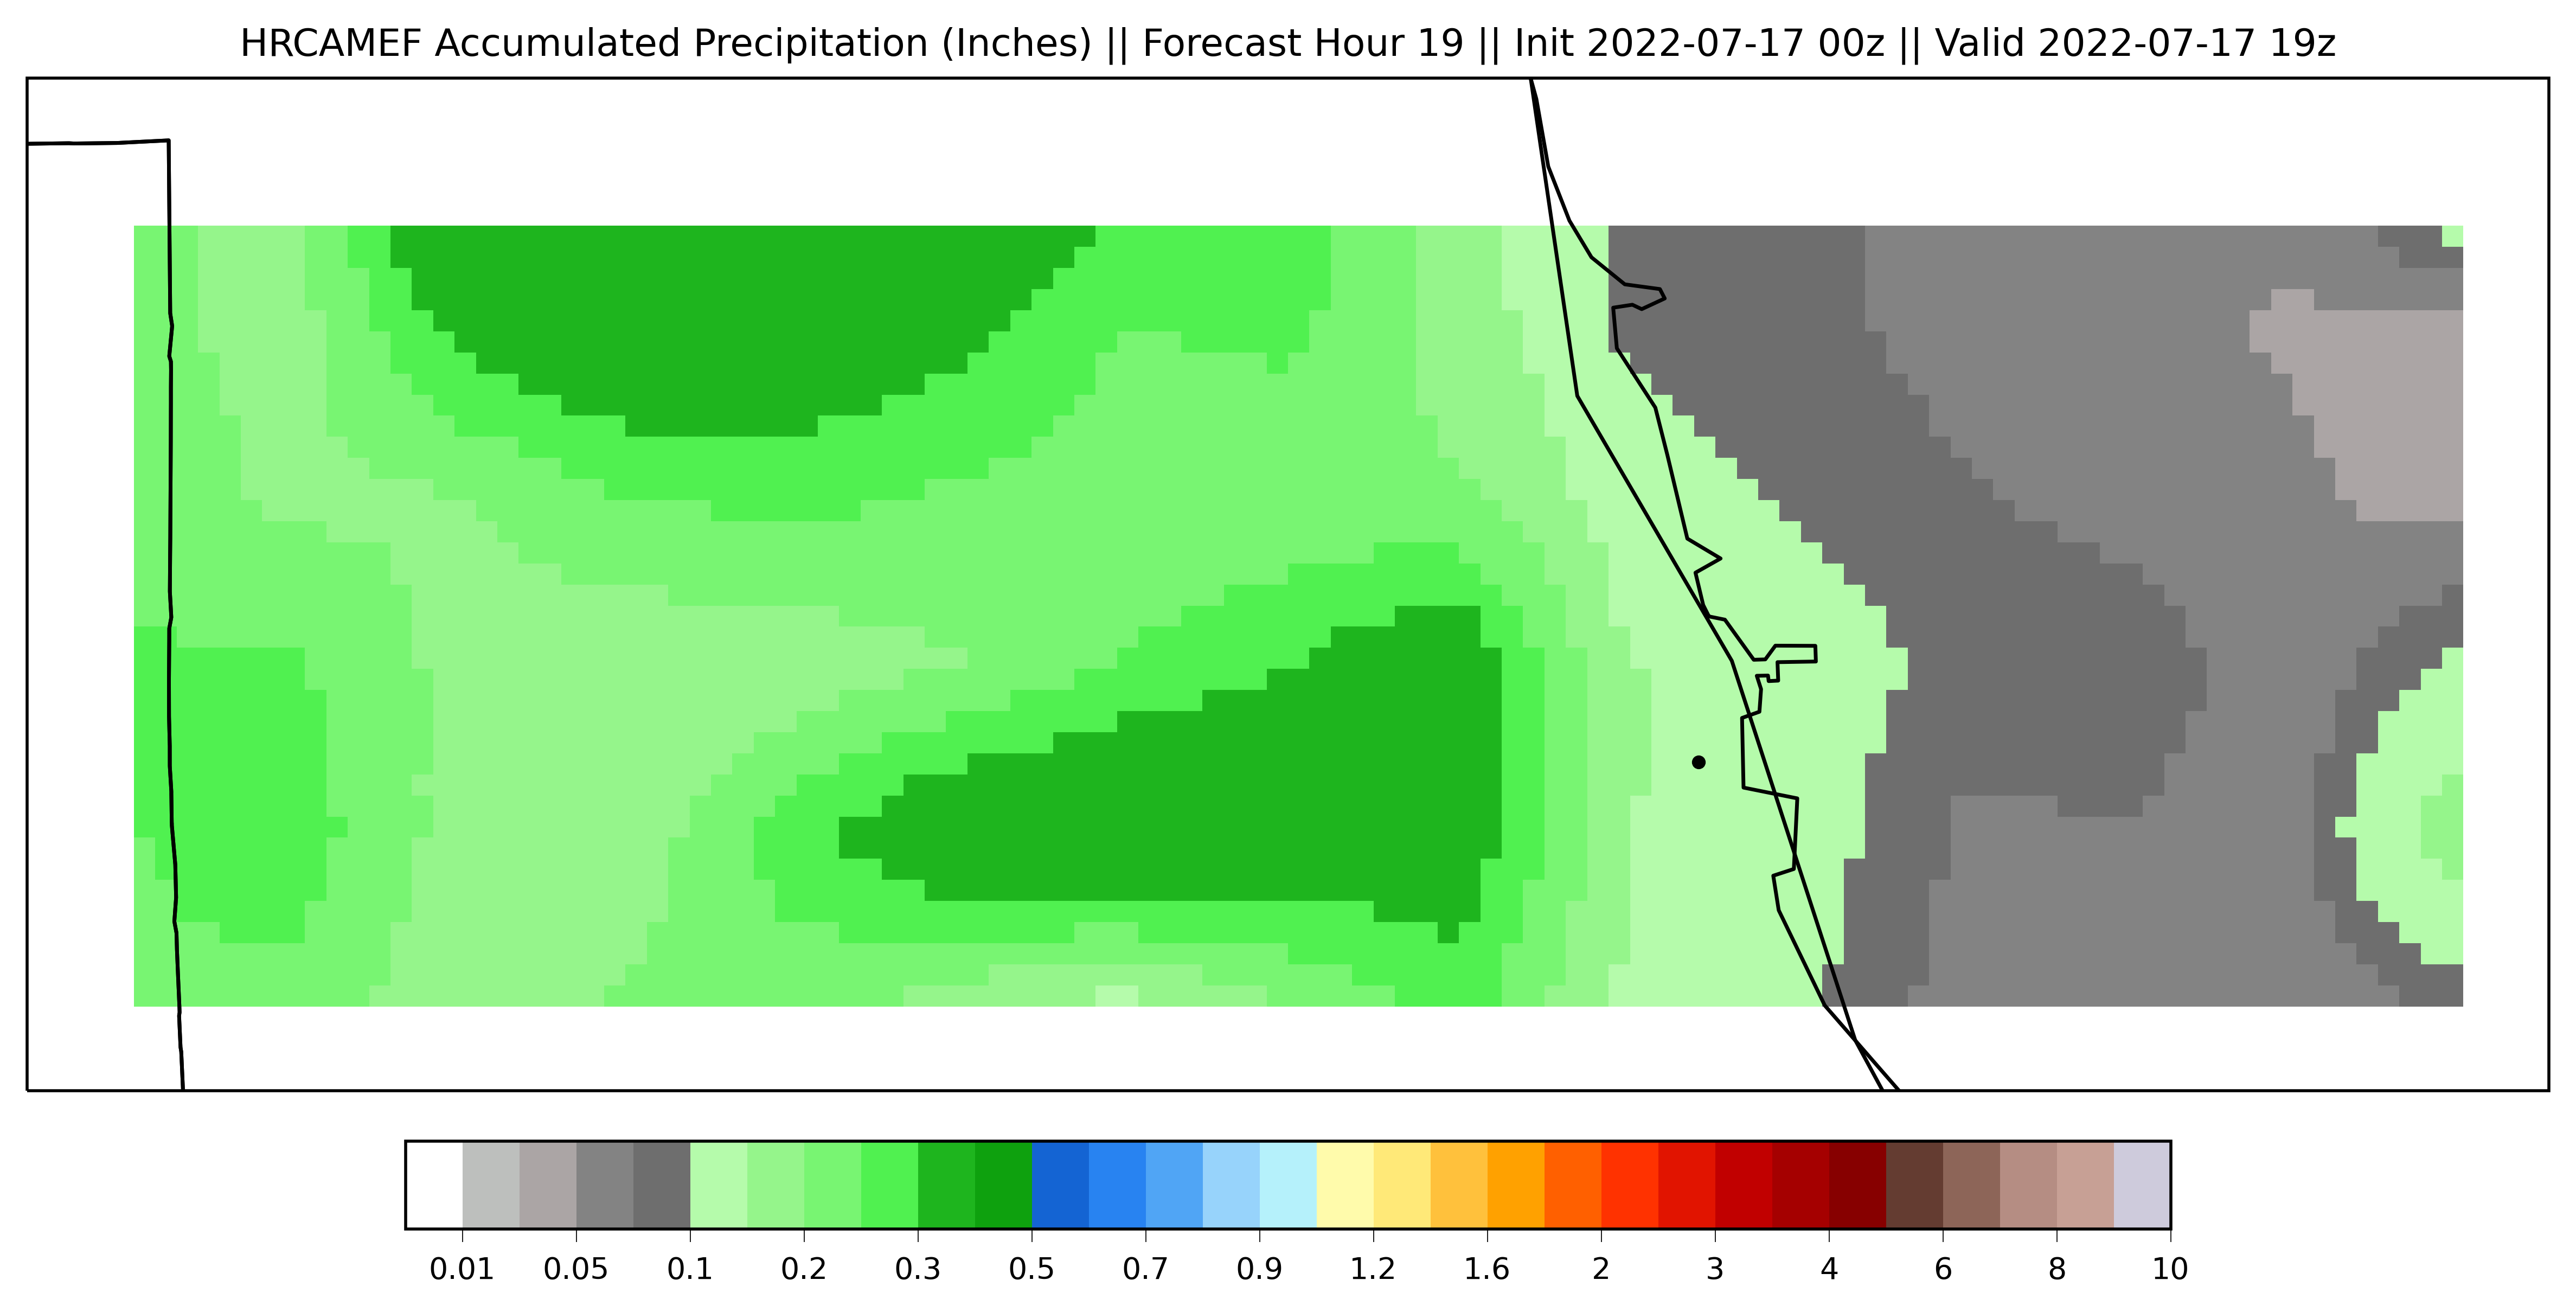 HRCAMEF Accumulated Precipitation (Inches) || Forecast Hour 19 || Init 2022-07-17 00z || Valid 2022-07-17 19z
0.01 0.05 0.1 0.2 0.3 0.5 0.7 0.9 1.2 1.6 2 3 4 6 8 10